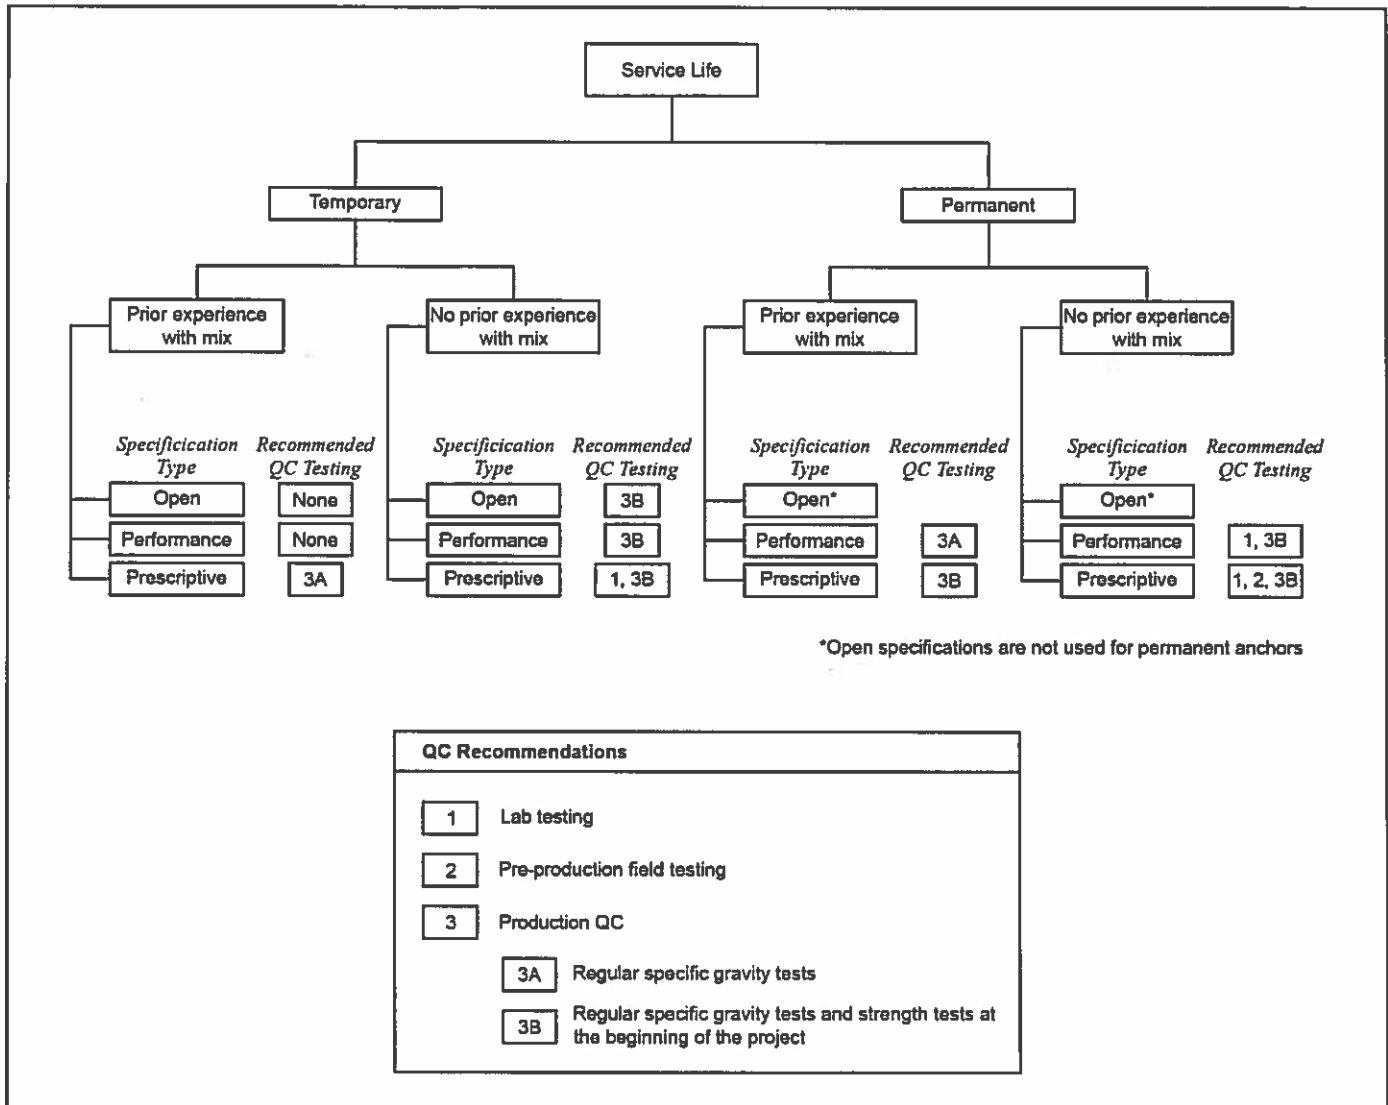 Service Life
Temporary
Permanent
Prior experience
with mix
No prior experience
with mix
Prior experience
with mix
No prior experience
with mix
Specificication
Type
Recommended
QC Testing
Open
None
Performance
None
Prescriptive
3A
Specificication
Type
Recommended
QC Testing
Open
3B
Performance
3B
Prescriptive
1, 3B
Specificication
Type
Recommended
QC Testing
Open*
Performance
3A
Prescriptive
3B
Specificication
Type
Recommended
QC Testing
Open*
Performance
1, 3B
Prescriptive
1, 2, 3B
*Open specifications are not used for permanent anchors
QC Recommendations
1 Lab testing
2 Pre-production field testing
3 Production QC
3A Regular specific gravity tests
3B Regular specific gravity tests and strength tests at
the beginning of the project